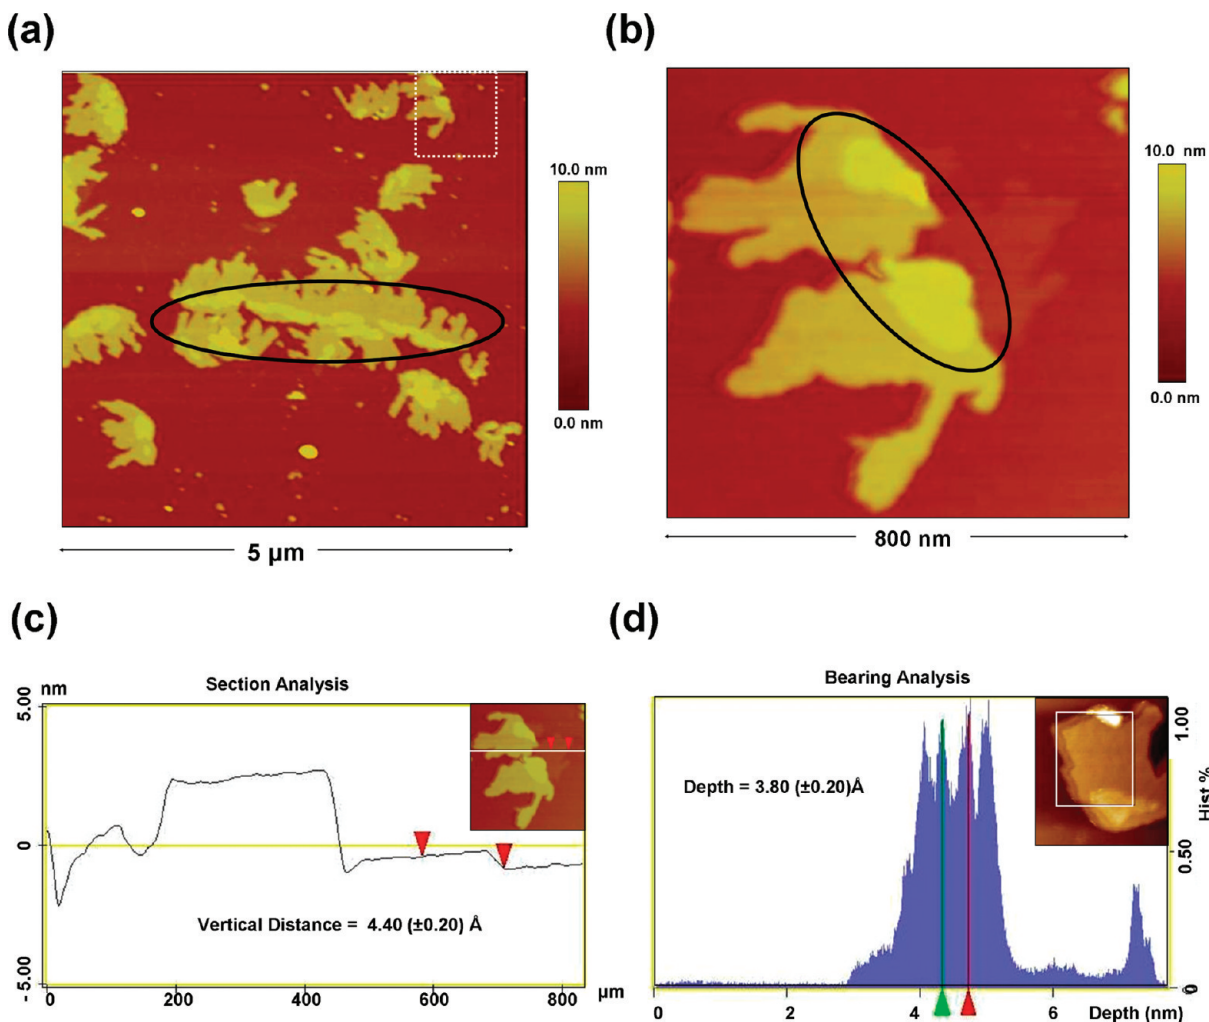 (a)
(b)
10.0 nm
0.0 nm
10.0 nm
0.0 nm
5 µm
800 nm
(c)
(d)
Section Analysis
nm
5.00
0
- 5.00
Vertical Distance = 4.40 (±0.20) Å
0 200 400 600 800 µm
Bearing Analysis
Depth = 3.80 (±0.20)Å
1.00
0.50
0
Hist %
0 2 4 6 Depth (nm)